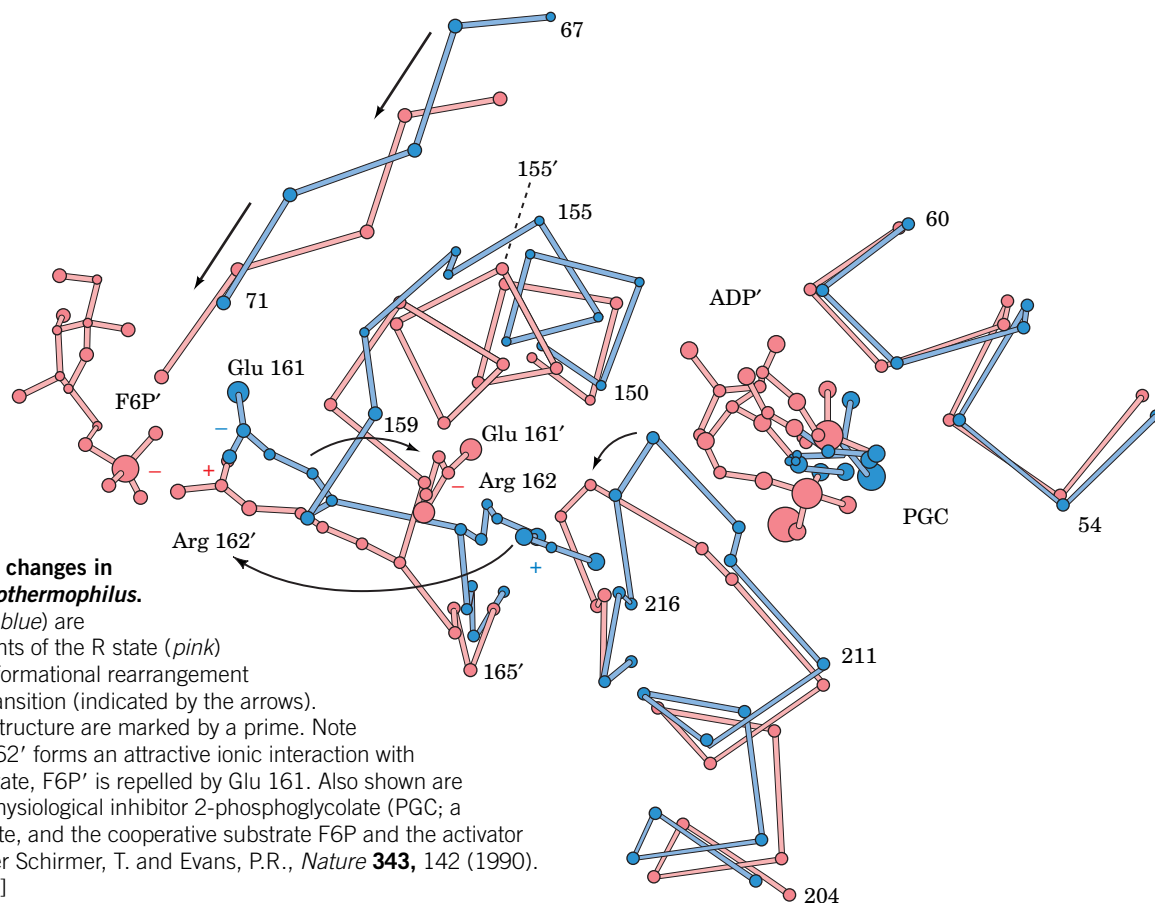 67
155′
155
60
ADP′
71
Glu 161
150
F6P′
159
Glu 161′
−
+
−
−
Arg 162
PGC
54
Arg 162′
+
216
changes in
othermophilus.
blue) are
nts of the R state (pink)
formational rearrangement
ansition (indicated by the arrows).
structure are marked by a prime. Note
62′ forms an attractive ionic interaction with
tate, F6P′ is repelled by Glu 161. Also shown are
hysiological inhibitor 2-phosphoglycolate (PGC; a
te, and the cooperative substrate F6P and the activator
er Schirmer, T. and Evans, P.R., Nature 343, 142 (1990).
]
211
165′
204